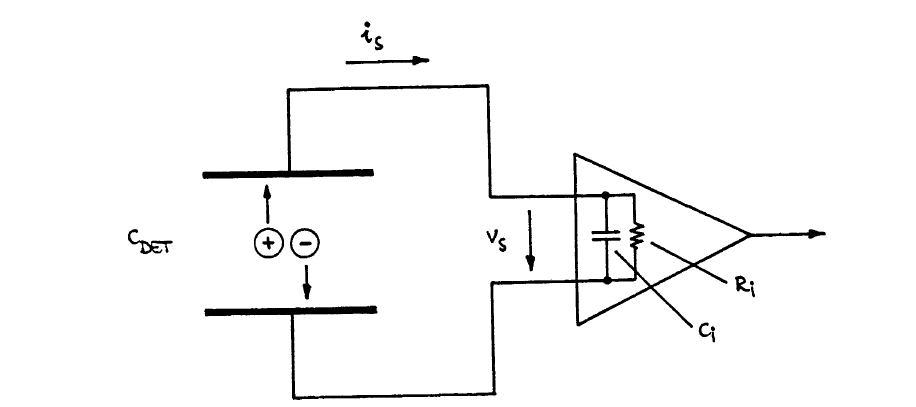 i_S
C_DET
+
−
v_S
R_i
C_i